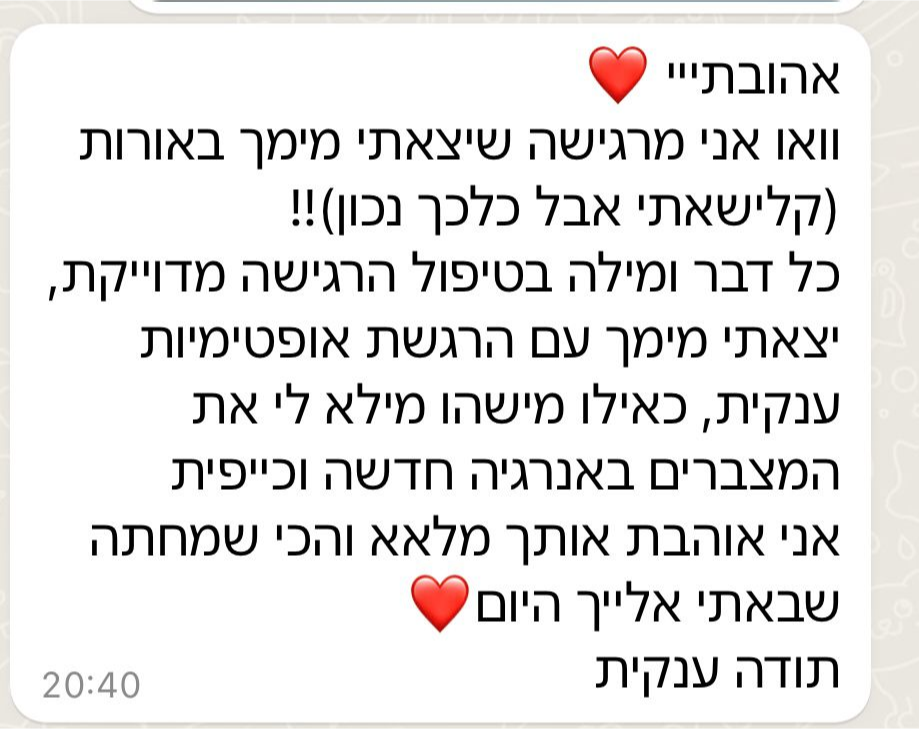 אהובתייי ❤️
וואו אני מרגישה שיצאתי מימך באורות
(קלישאתי אבל כלכך נכון)!!
כל דבר ומילה בטיפול הרגישה מדוייקת,
יצאתי מימך עם הרגשת אופטימיות
ענקית, כאילו מישהו מילא לי את
המצברים באנרגיה חדשה וכייפית
אני אוהבת אותך מלאא והכי שמחתה
שבאתי אלייך היום❤️
תודה ענקית
20:40